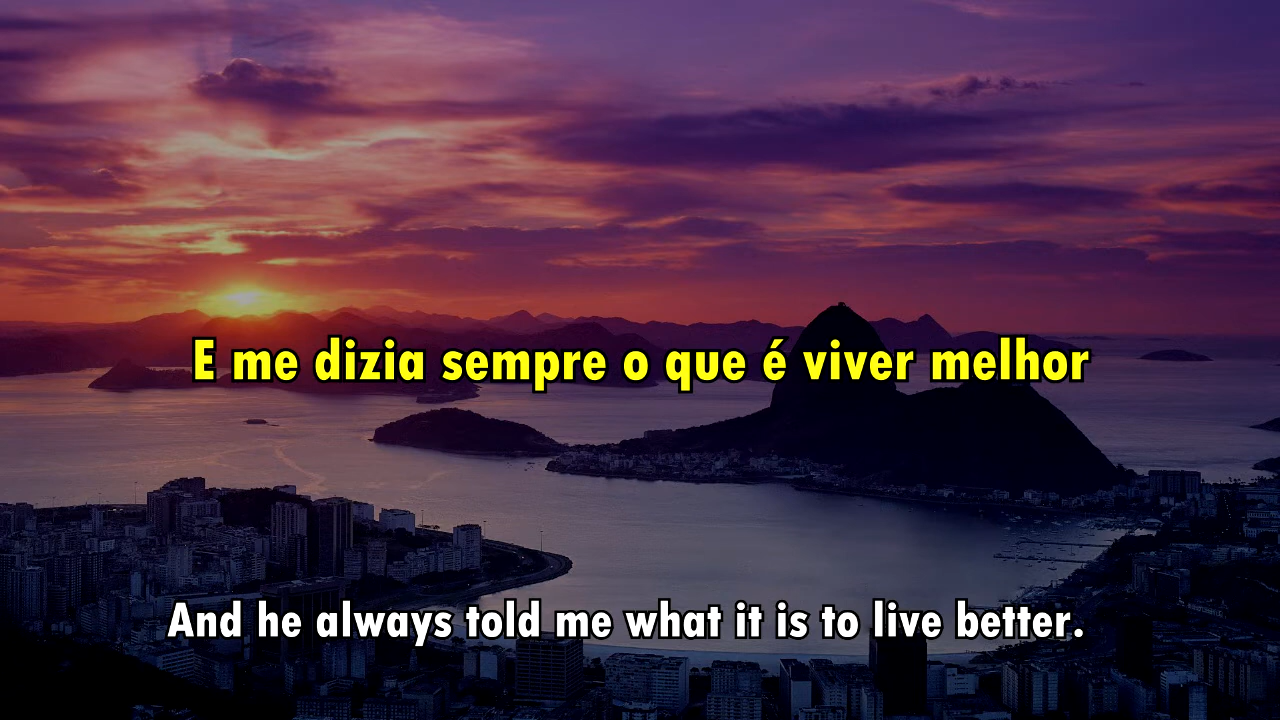 E me dizia sempre o que é viver melhor
And he always told me what it is to live better.